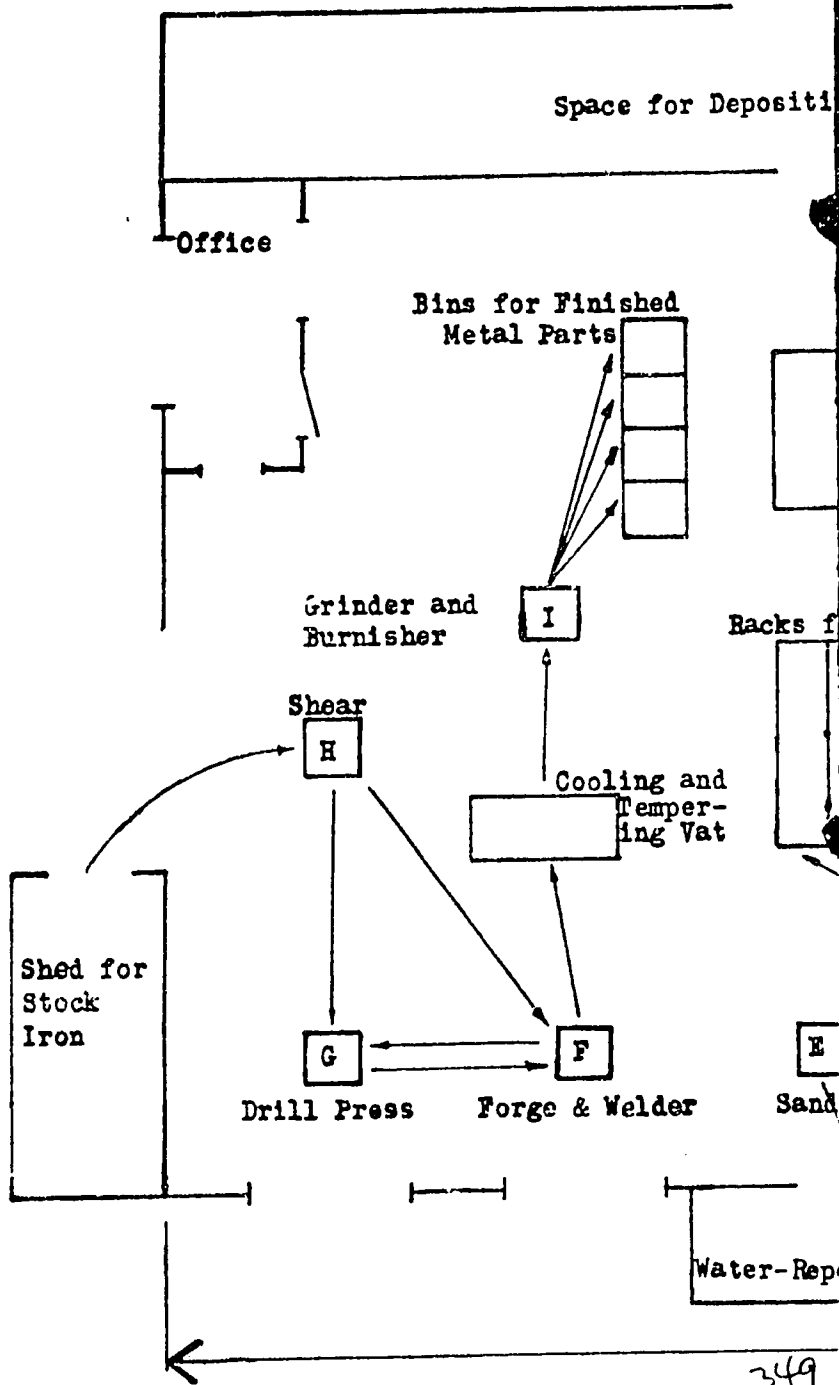 Space for Depositi
Office
Bins for Finished
Metal Parts
Grinder and
Burnisher
I
Racks f
Shear
H
Cooling and
Temper-
ing Vat
Shed for
Stock
Iron
G
F
E
Drill Press
Forge & Welder
Sand
Water-Rep
349